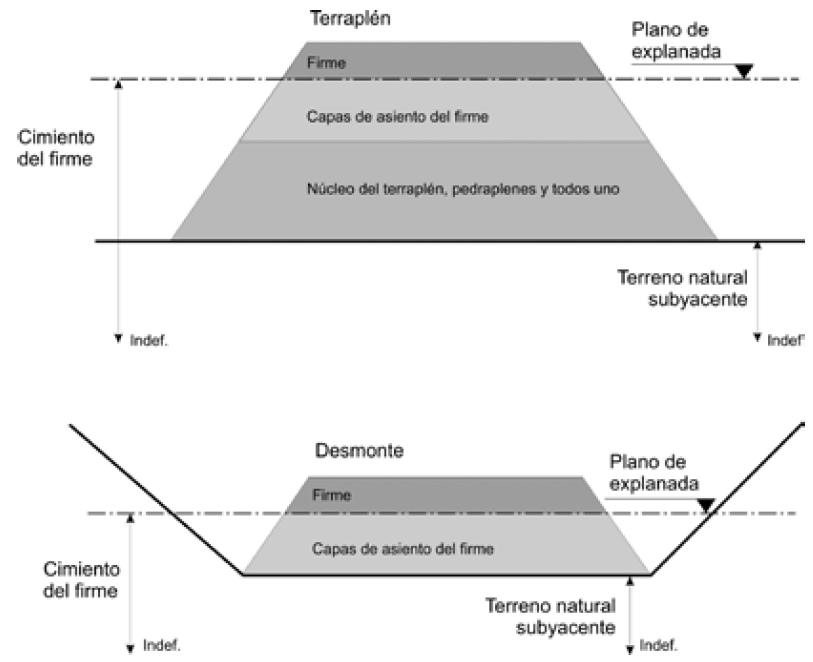 Terraplén
Plano de
explanada
Firme
Capas de asiento del firme
Cimiento
del firme
Núcleo del terraplén, pedraplenes y todos uno
Terreno natural
subyacente
Indef.
Indef'
Desmonte
Plano de
explanada
Firme
Capas de asiento del firme
Cimiento
del firme
Terreno natural
subyacente
Indef.
Indef.